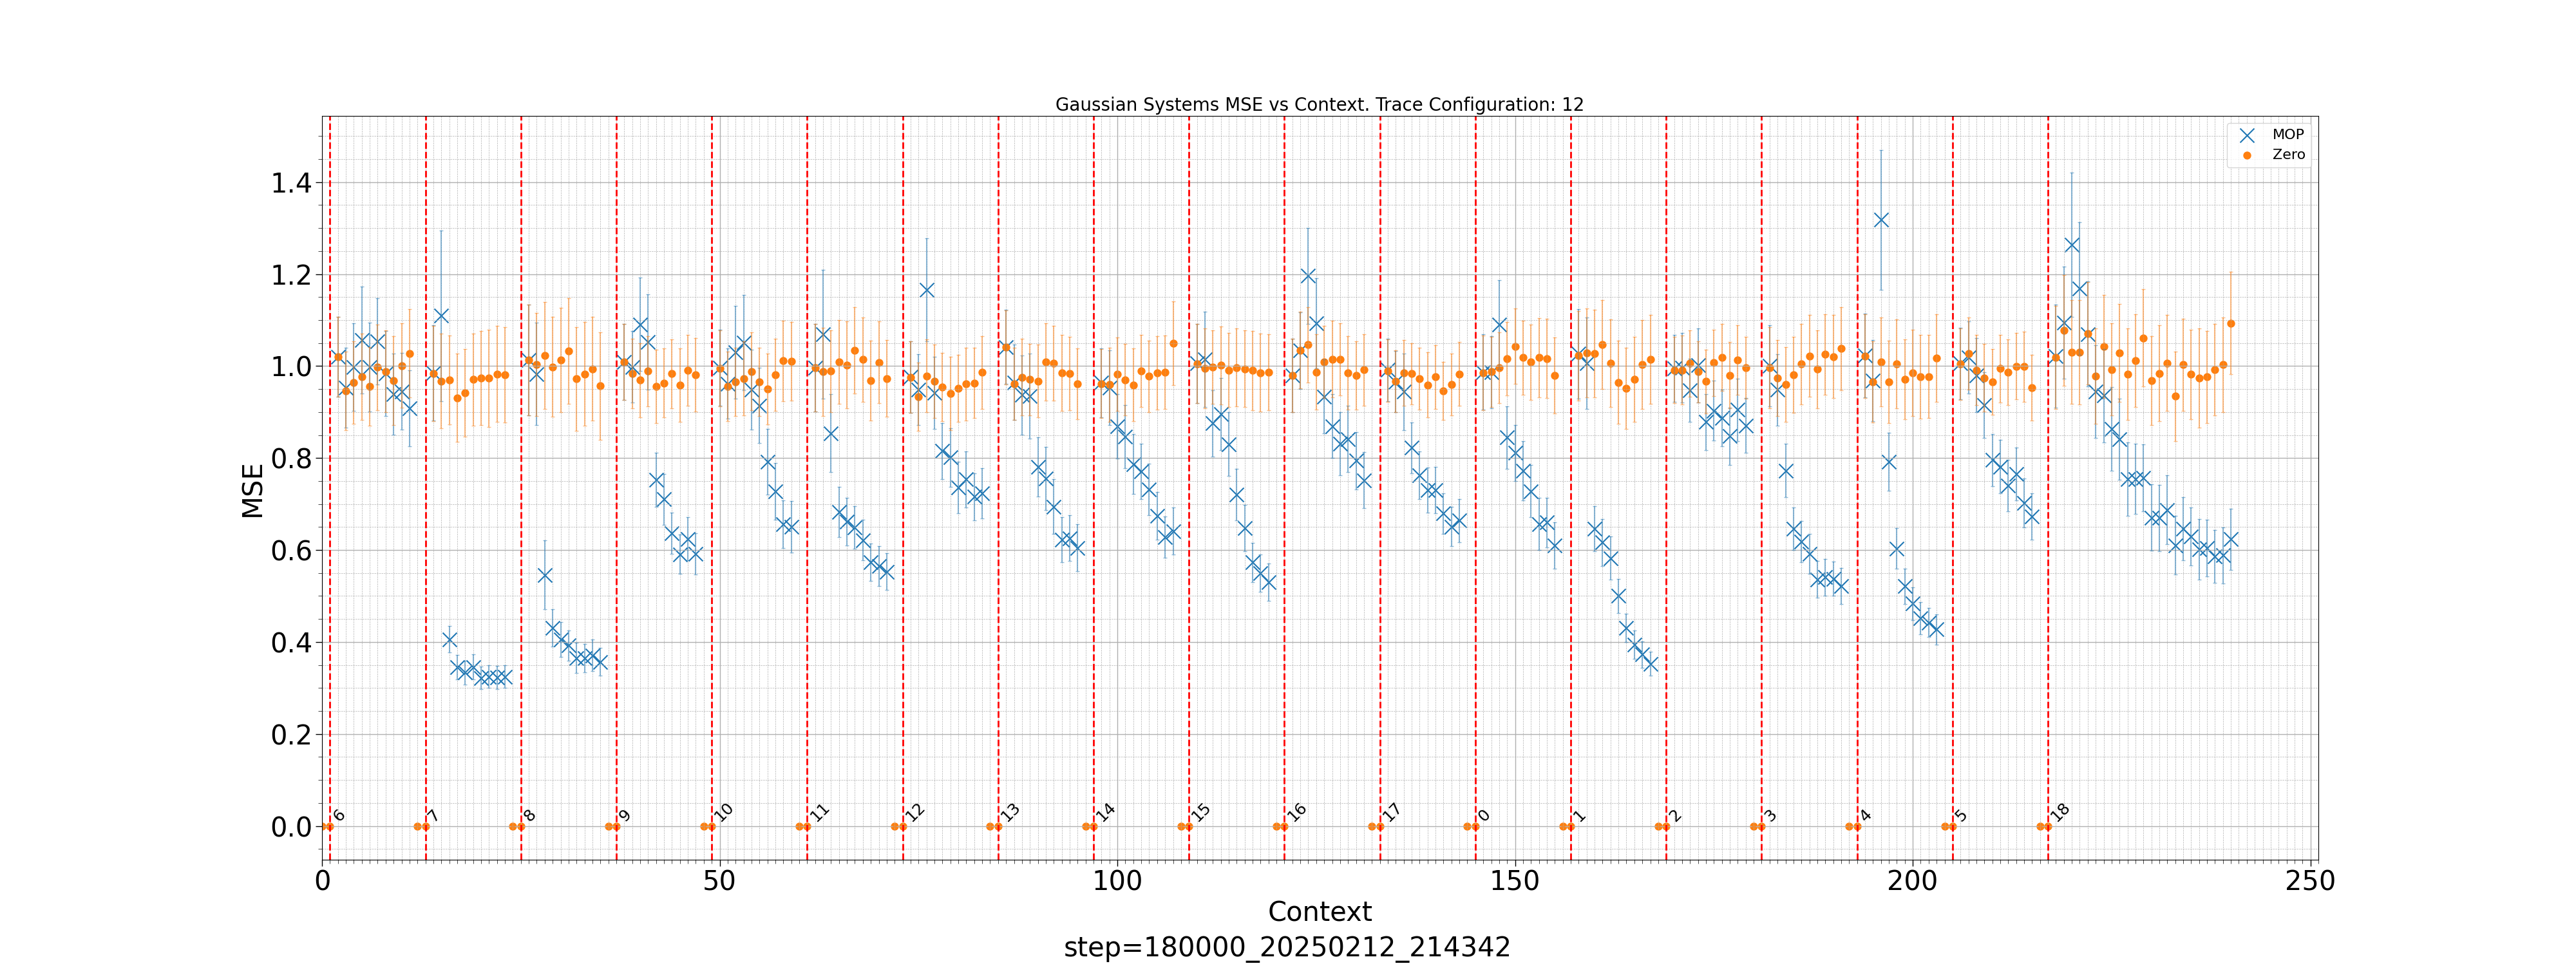 Gaussian Systems MSE vs Context. Trace Configuration: 12
MOP
Zero
1.4
1.2
1.0
0.8
0.6
0.4
0.2
0.0
MSE
6 7 8 9 10 11 12 13 14 15 16 17 0 1 2 3 4 5 18
0 50 100 150 200 250
Context
step=180000_20250212_214342